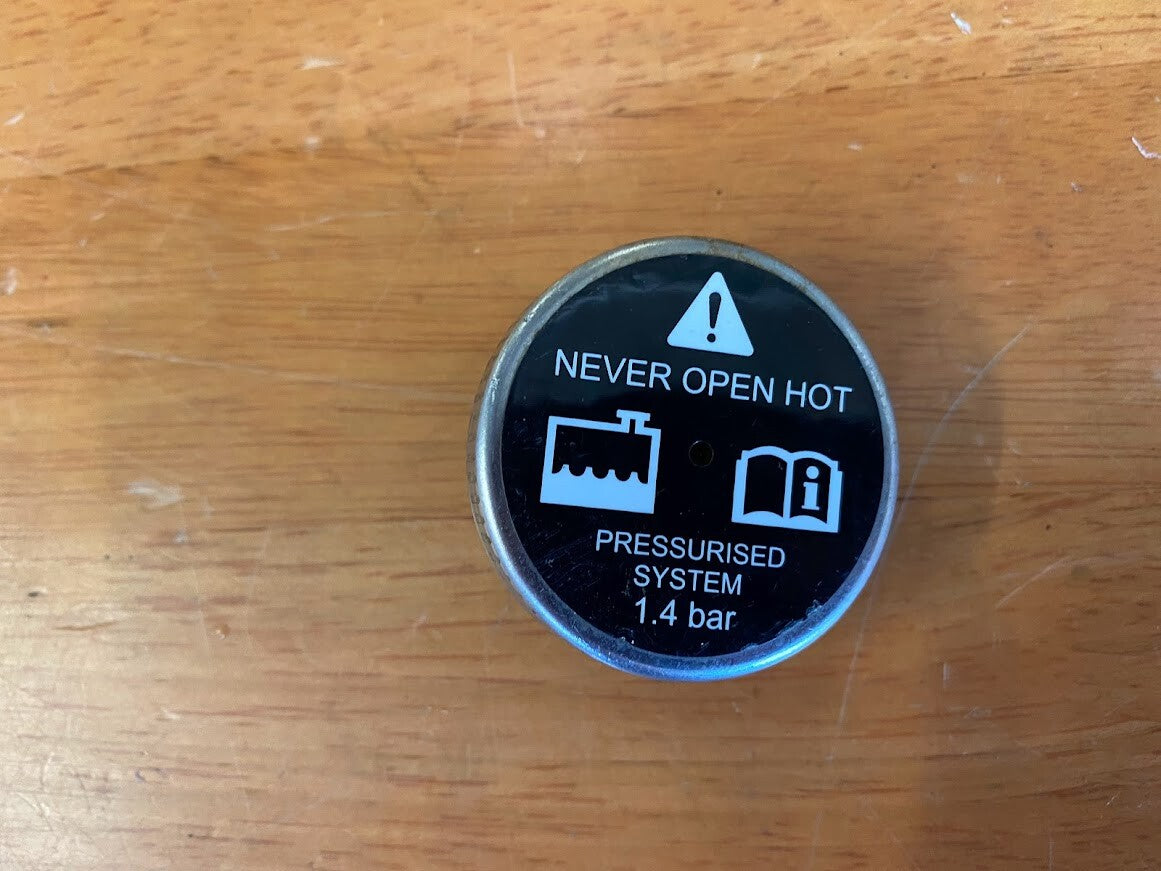 NEVER OPEN HOT
PRESSURISED
SYSTEM
1.4 bar